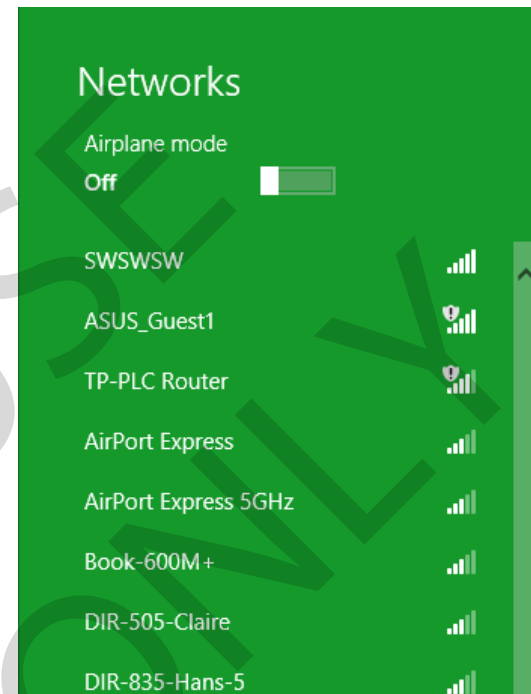 Networks
Airplane mode
Off
SWSWSW
ASUS_Guest1
TP-PLC Router
AirPort Express
AirPort Express 5GHz
Book-600M+
DIR-505-Claire
DIR-835-Hans-5
ONLY